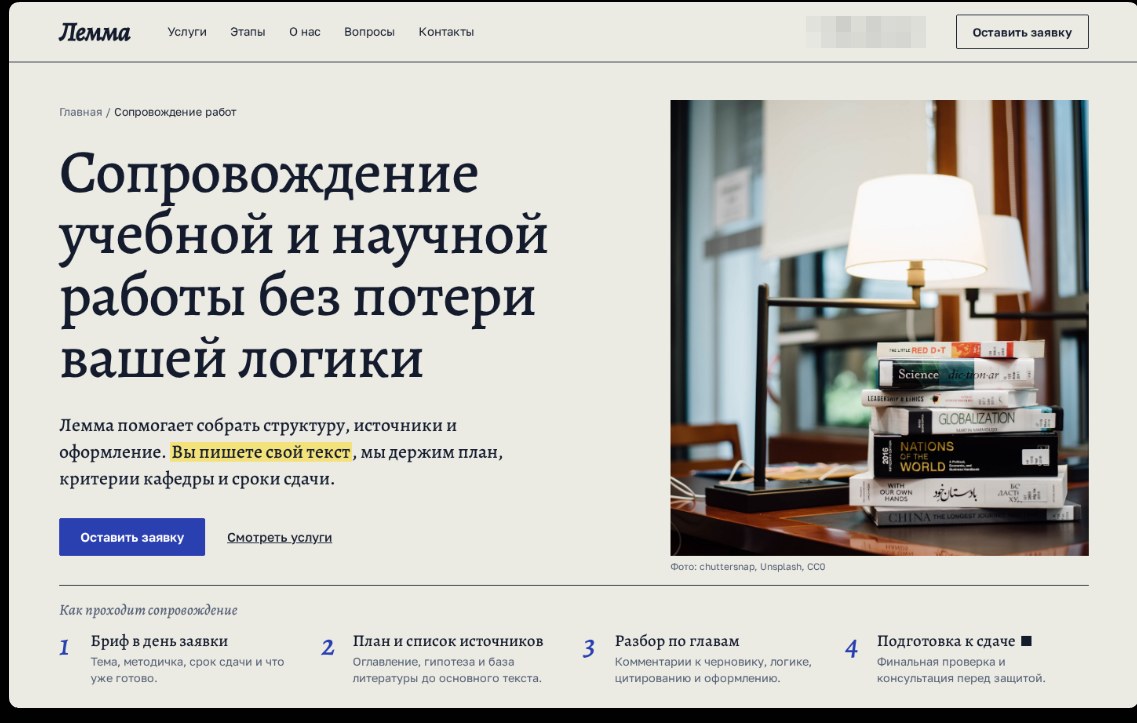 Лемма
Услуги Этапы О нас Вопросы Контакты
Оставить заявку
Главная / Сопровождение работ
Сопровождение
учебной и научной
работы без потери
вашей логики
Лемма помогает собрать структуру, источники и
оформление. Вы пишете свой текст, мы держим план,
критерии кафедры и сроки сдачи.
Оставить заявку
Смотреть услуги
RED D•T
Science
LEADERSHIP & ETHICS
GLOBALIZATION
2016
NATIONS
OF THE
WORLD
WITH
OUR OWN
HANDS
CHINA
Фото: chuttersnap, Unsplash, CC0
Как проходит сопровождение
1 Бриф в день заявки
Тема, методичка, срок сдачи и что
уже готово.
2 План и список источников
Оглавление, гипотеза и база
литературы до основного текста.
3 Разбор по главам
Комментарии к черновику, логике,
цитированию и оформлению.
4 Подготовка к сдаче ■
Финальная проверка и
консультация перед защитой.